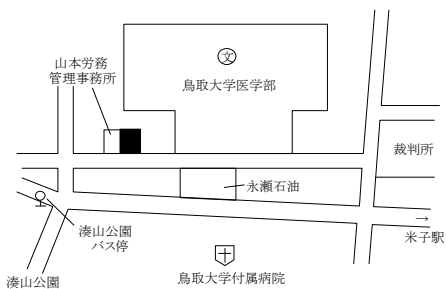 山本労務
管理事務所
文
鳥取大学医学部
裁判所
永瀬石油
湊山公園
バス停
→
米子駅
湊山公園
鳥取大学付属病院